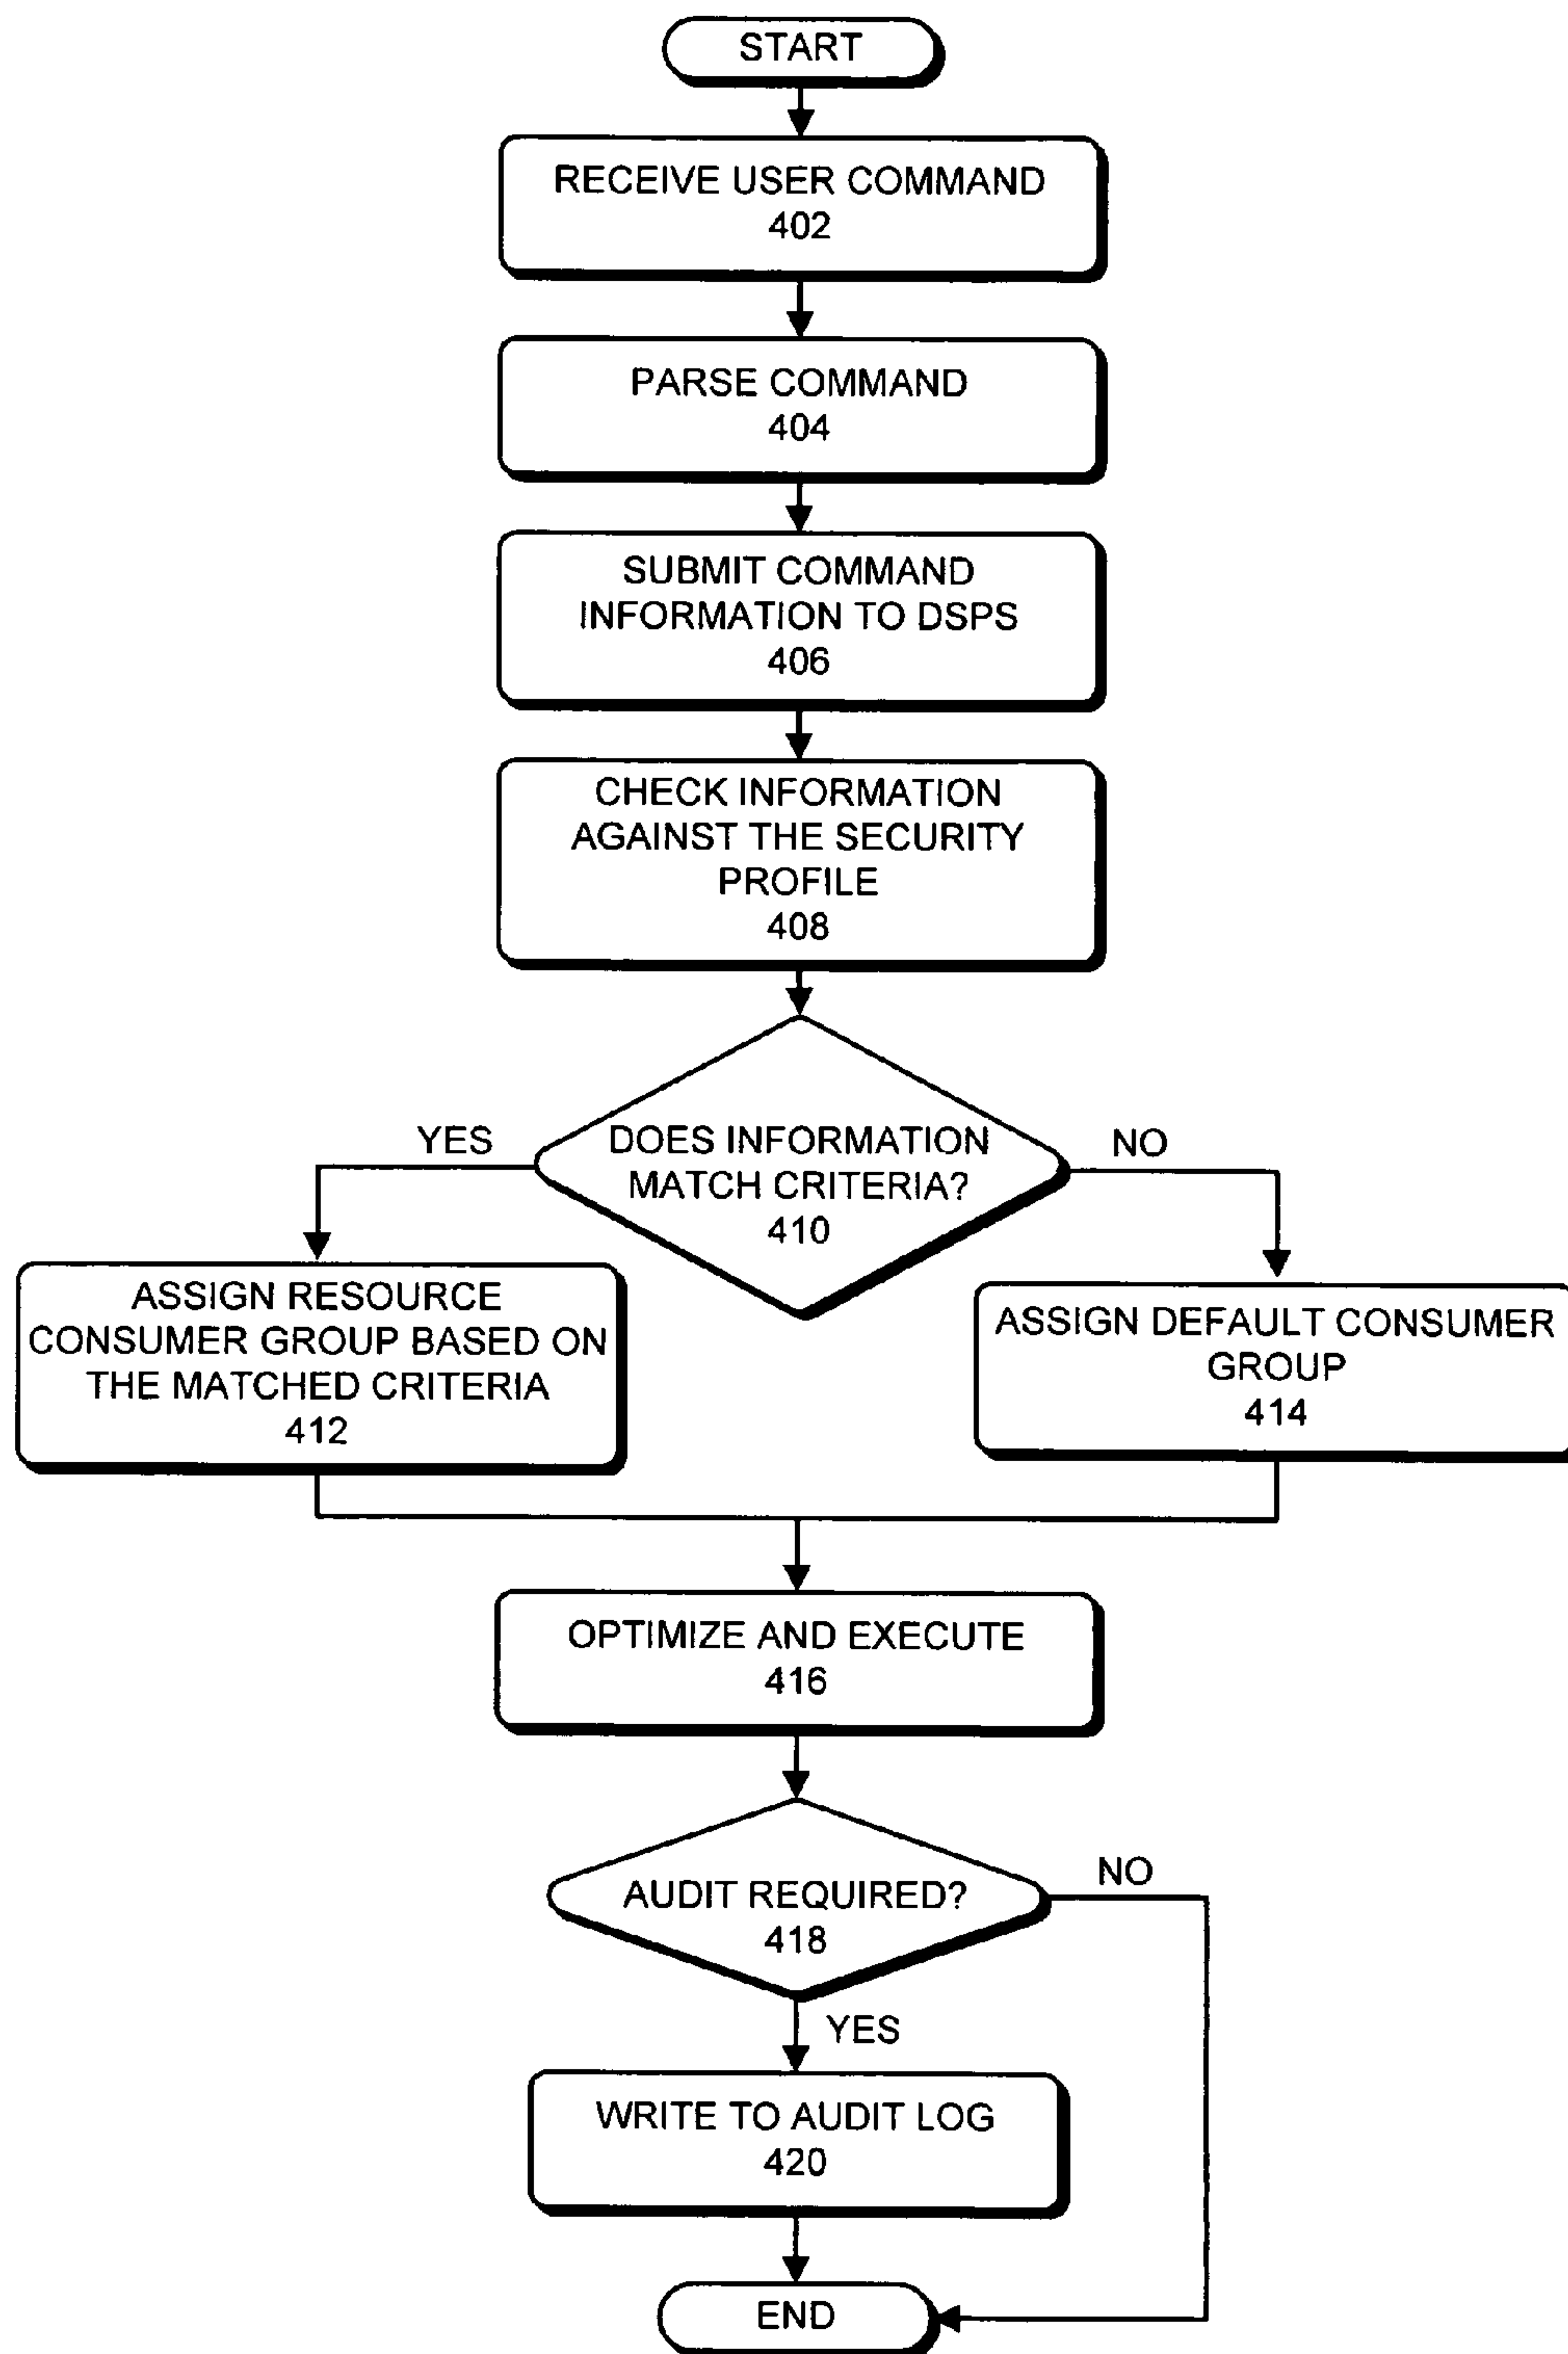 START
RECEIVE USER COMMAND
402
PARSE COMMAND
404
SUBMIT COMMAND
INFORMATION TO DSPS
406
CHECK INFORMATION
AGAINST THE SECURITY
PROFILE
408
DOES INFORMATION
MATCH CRITERIA?
410
YES
NO
ASSIGN RESOURCE
CONSUMER GROUP BASED ON
THE MATCHED CRITERIA
412
ASSIGN DEFAULT CONSUMER
GROUP
414
OPTIMIZE AND EXECUTE
416
AUDIT REQUIRED?
418
NO
YES
WRITE TO AUDIT LOG
420
END